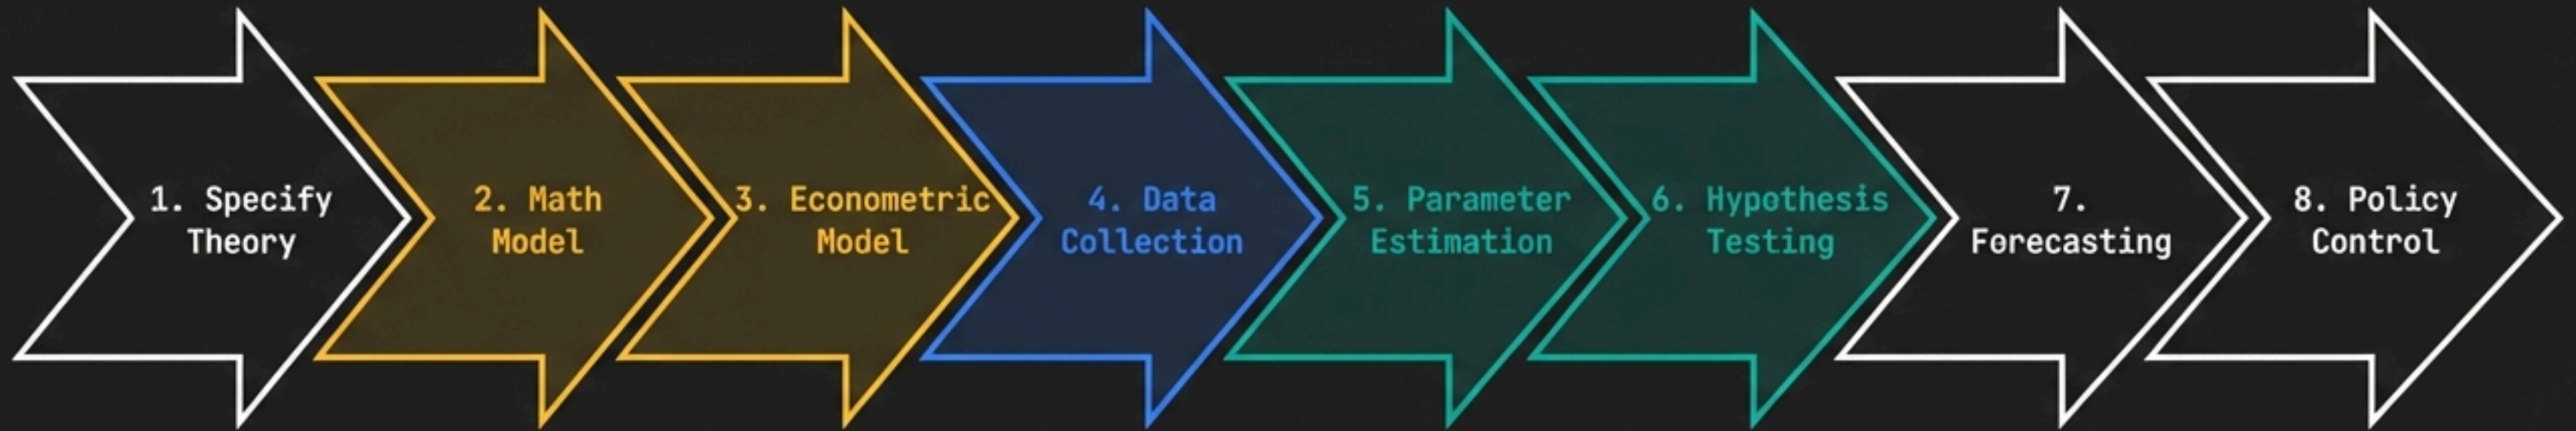 1. Specify
Theory
2. Math
Model
3. Econometric
Model
4. Data
Collection
5. Parameter
Estimation
6. Hypothesis
Testing
7.
Forecasting
8. Policy
Control